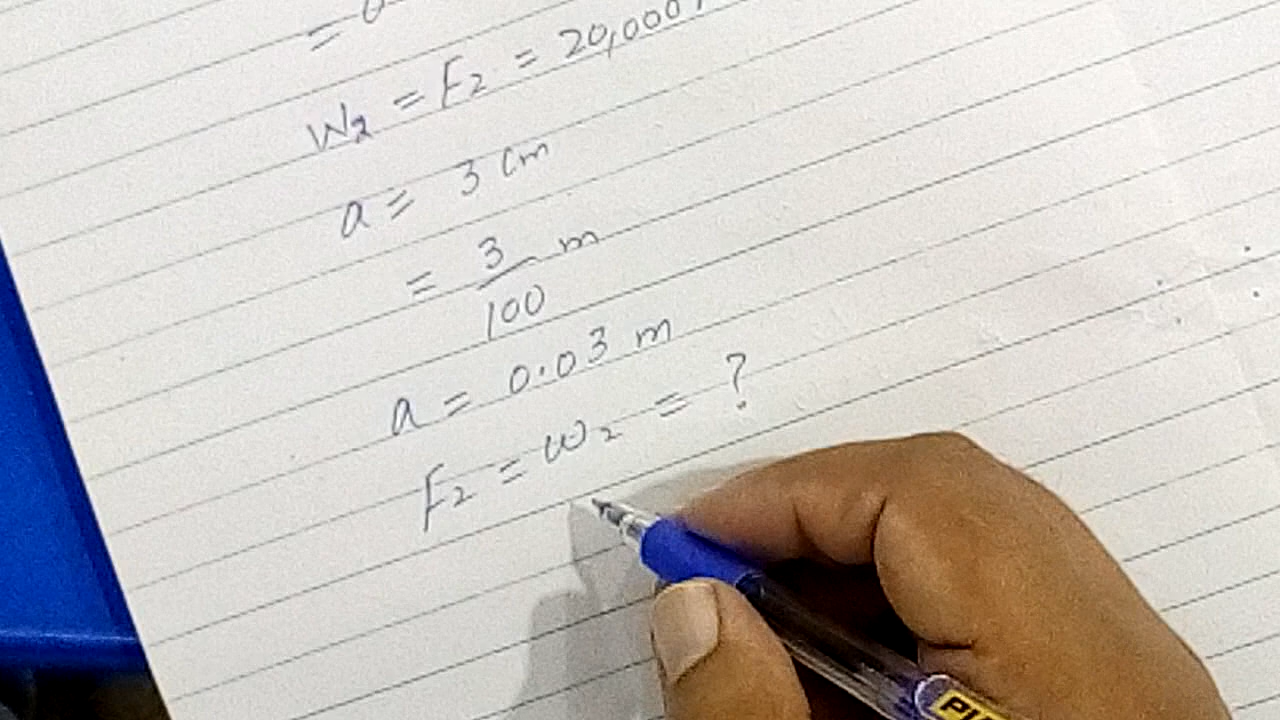 =
W2 = F2 = 20,000
a = 3 cm
= 3/100 m
a = 0.03 m
F2 = W2 = ?